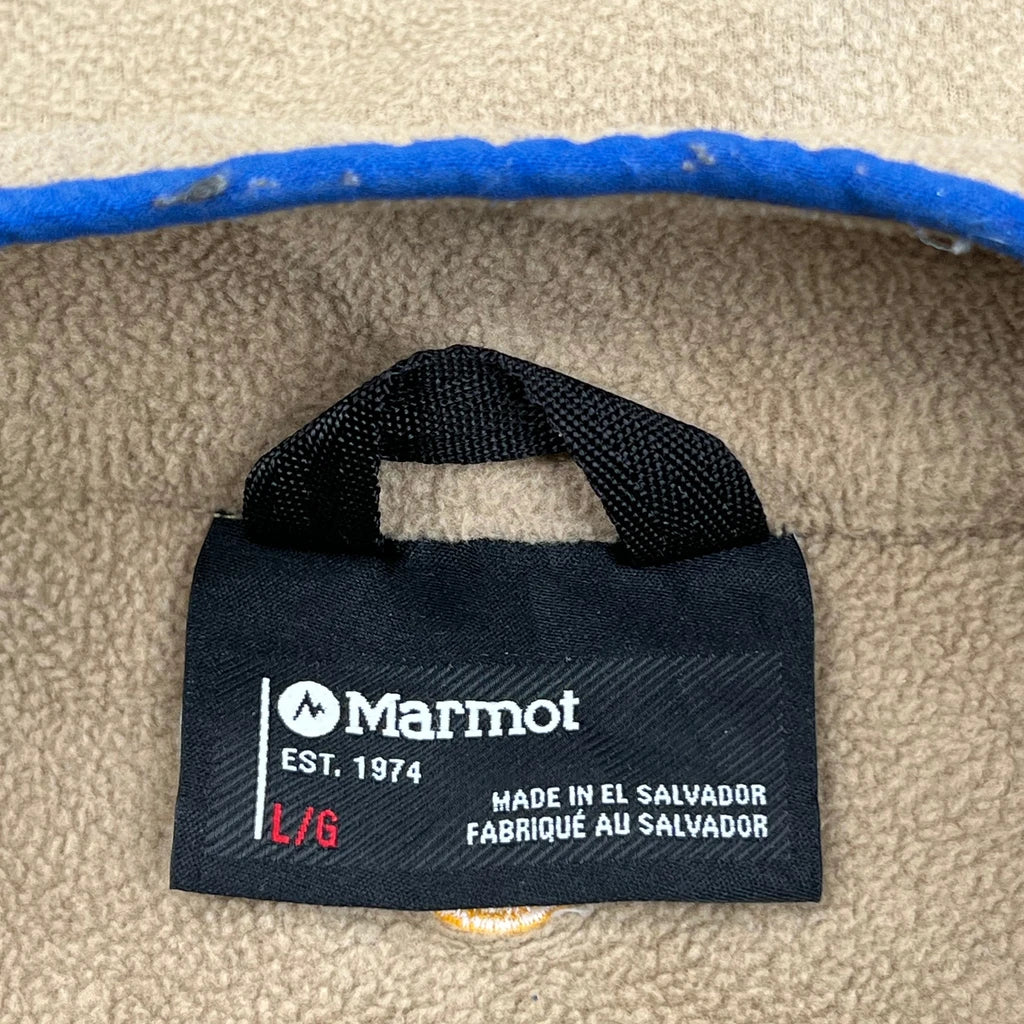 Marmot
EST. 1974
L/G
MADE IN EL SALVADOR
FABRIQUÉ AU SALVADOR